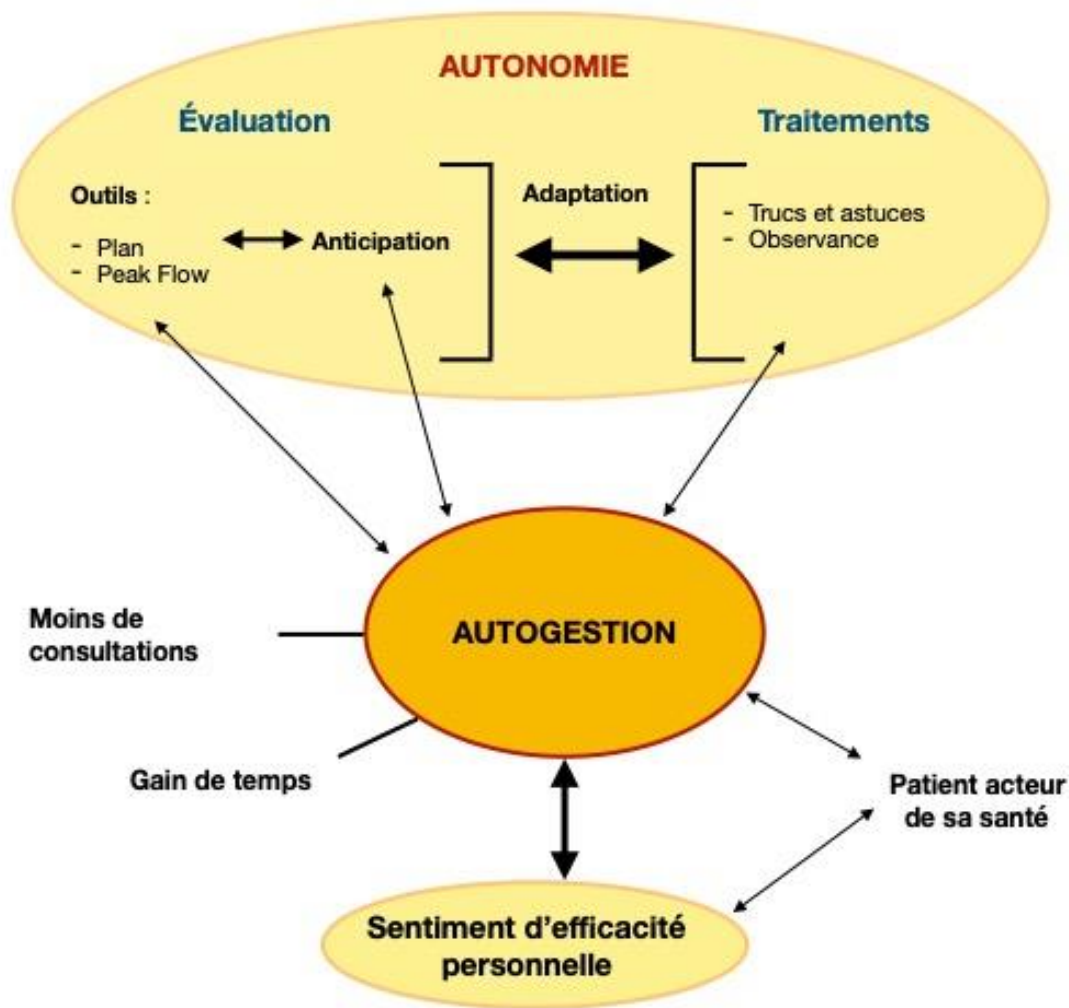 AUTONOMIE
Évaluation
Traitements
Outils :
- Plan
- Peak Flow
Anticipation
Adaptation
- Trucs et astuces
- Observance
AUTOGESTION
Moins de
consultations
Gain de temps
Patient acteur
de sa santé
Sentiment d'efficacité
personnelle